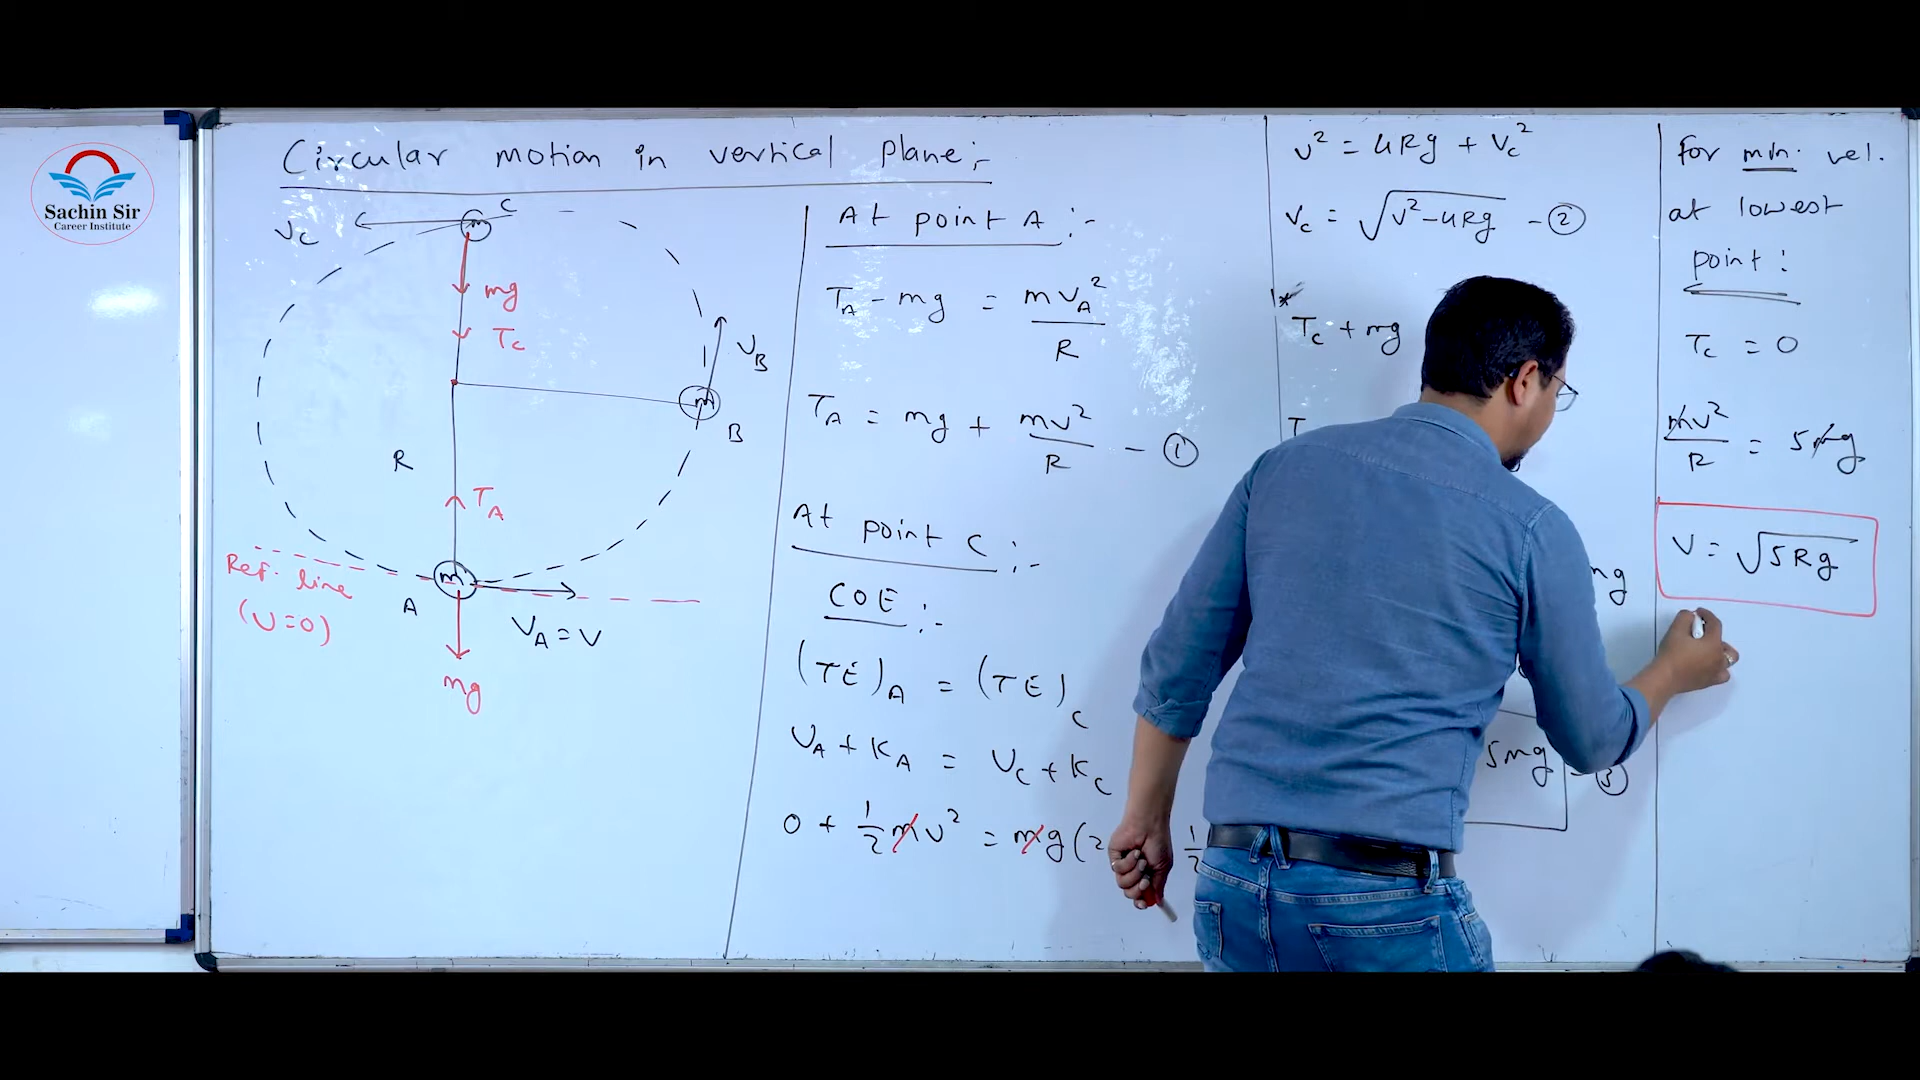 Sachin Sir
Career Institute
Circular motion in vertical plane :-
C
m
VC
mg
TC
VB
m
B
R
TA
Ref. line
(U=0)
m
A
VA = V
mg
At point A :-
TA - mg = mVA²/R
TA = mg + mv²/R - ①
At point C :-
COE :-
(TE)A = (TE)C
UA + KA = UC + KC
0 + 1/2 mv² = mg(2
1/2
v² = 4Rg + Vc²
Vc = √v²-4Rg - ②
*
Tc + mg
T
mg
5mg - ③
for min. vel.
at lowest
point :
Tc = 0
mv²/R = 5mg
V = √5Rg